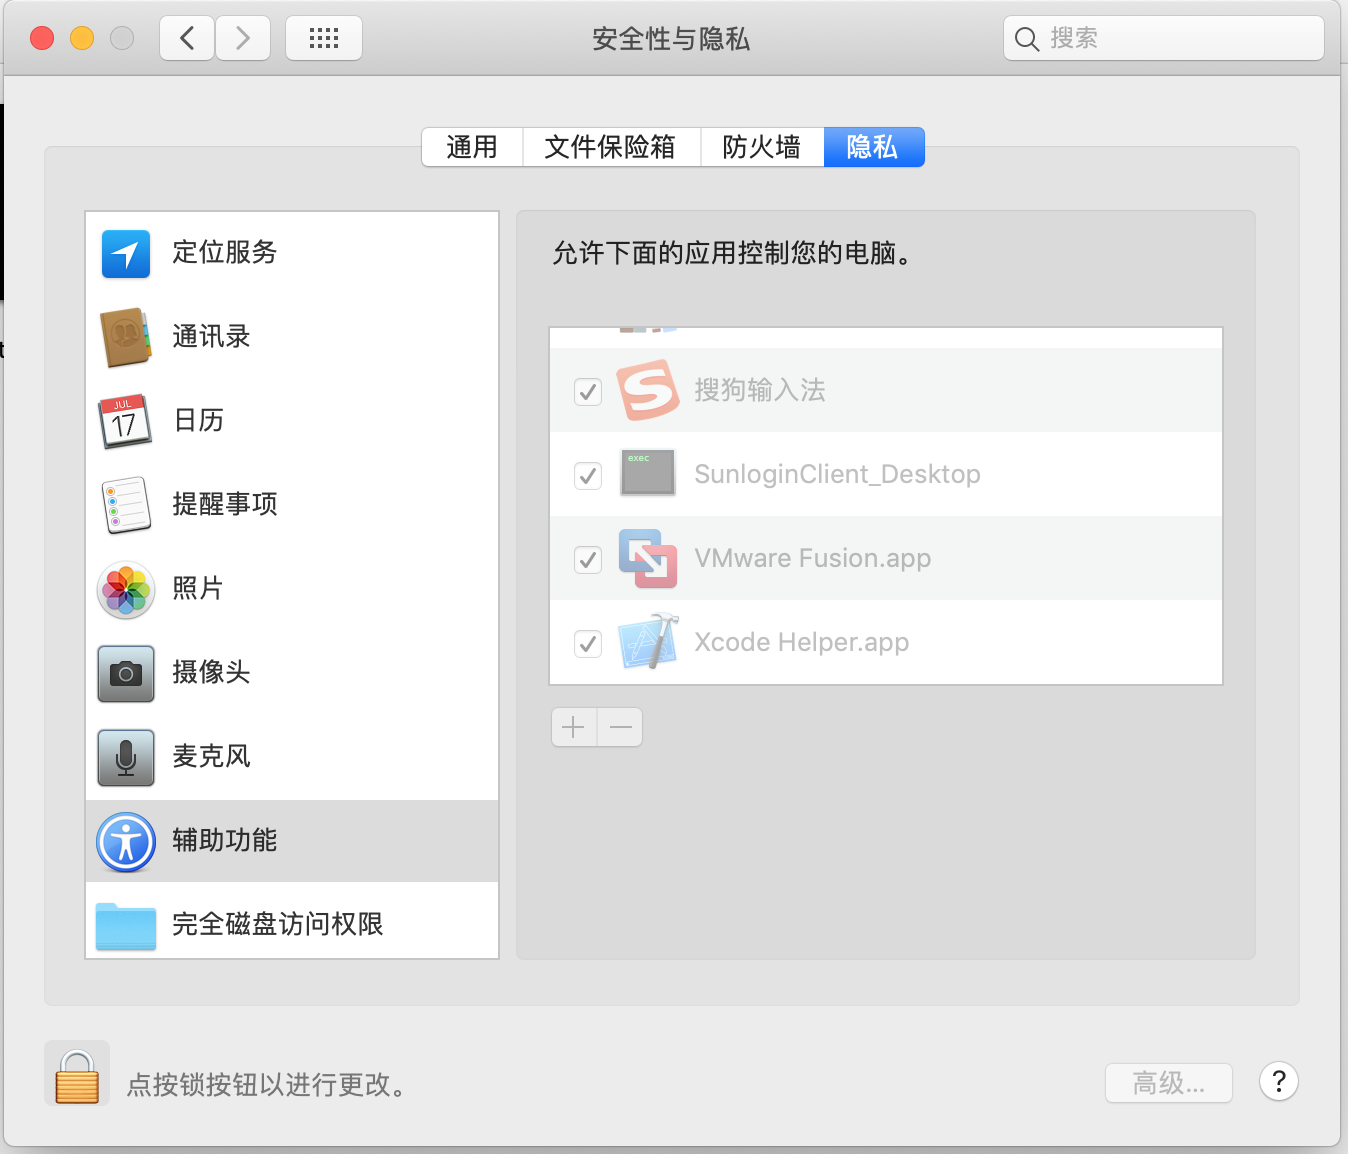 安全性与隐私
搜索
通用
文件保险箱
防火墙
隐私
定位服务
通讯录
JUL
17
日历
提醒事项
照片
摄像头
麦克风
辅助功能
完全磁盘访问权限
允许下面的应用控制您的电脑。
搜狗输入法
exec
SunloginClient_Desktop
VMware Fusion.app
Xcode Helper.app
点按锁按钮以进行更改。
高级...
?